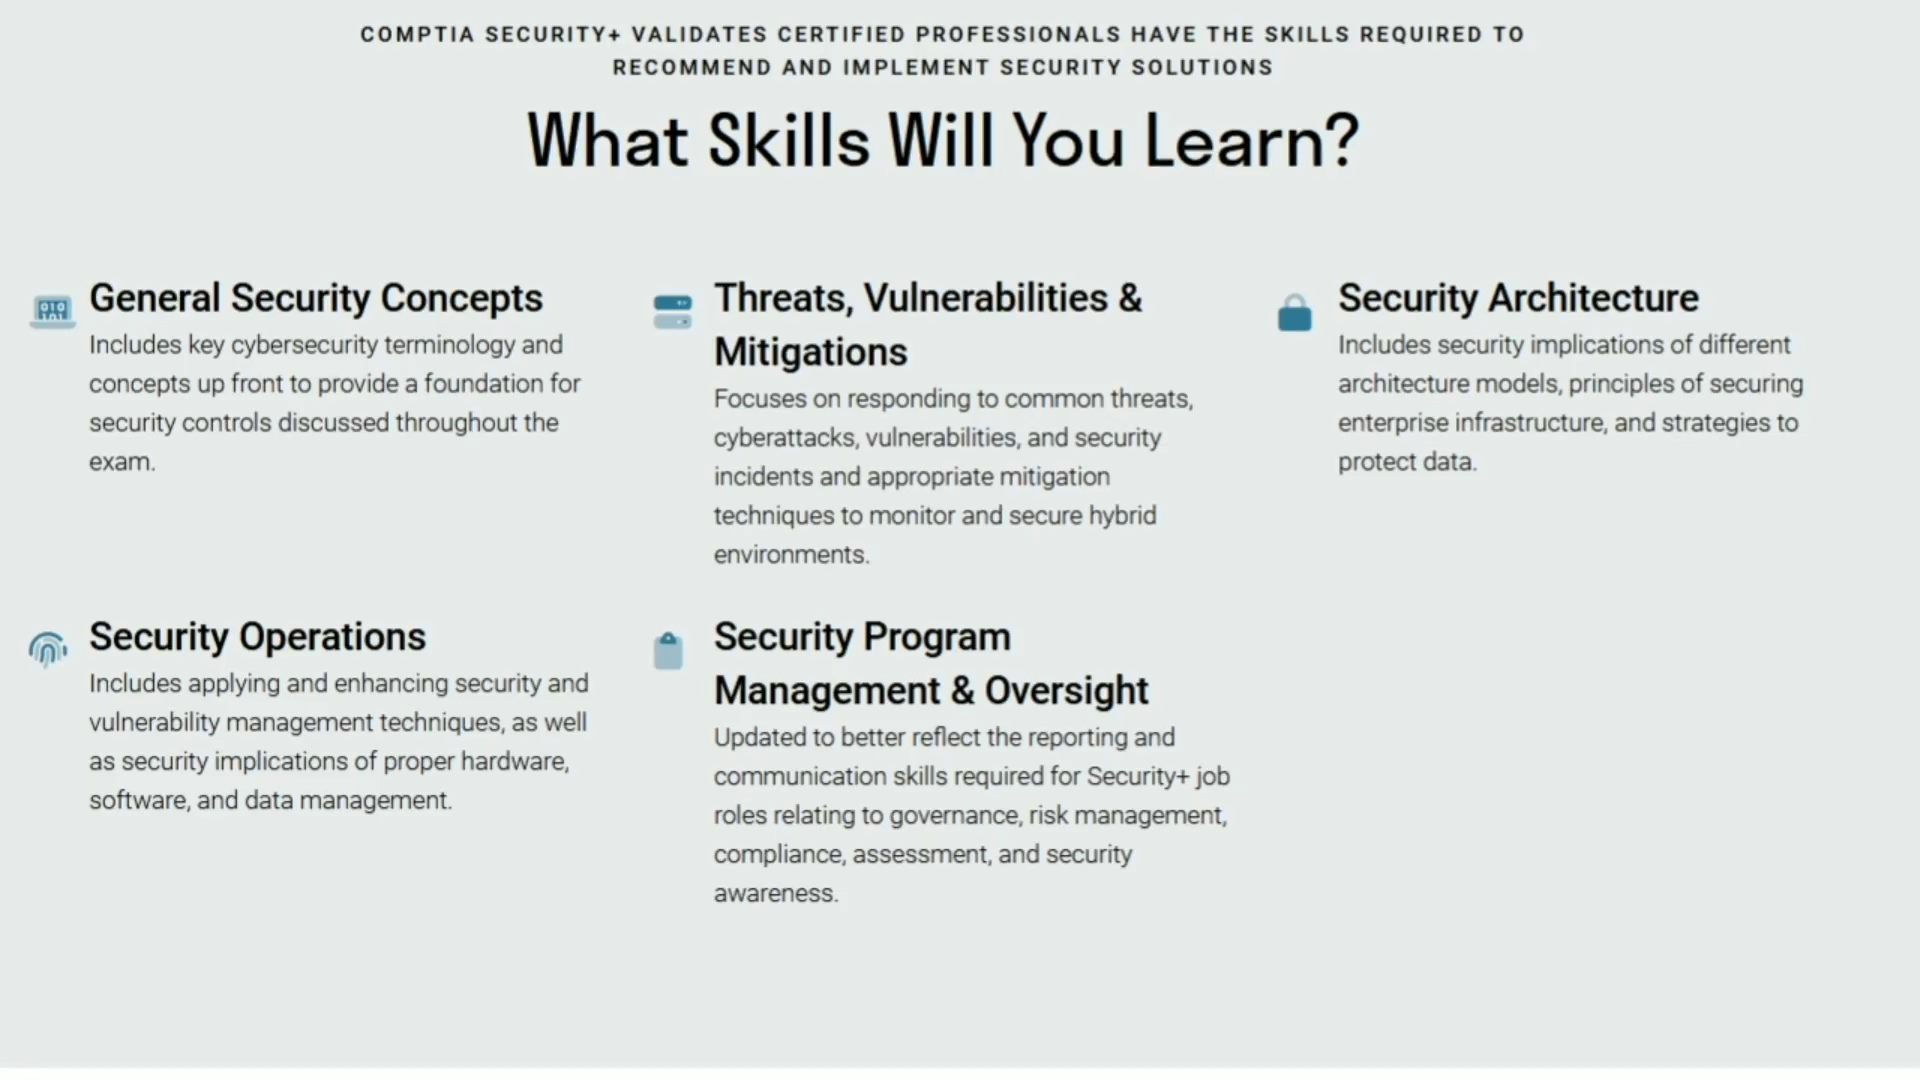 COMPTIA SECURITY+ VALIDATES CERTIFIED PROFESSIONALS HAVE THE SKILLS REQUIRED TO
RECOMMEND AND IMPLEMENT SECURITY SOLUTIONS
What Skills Will You Learn?
General Security Concepts
Includes key cybersecurity terminology and
concepts up front to provide a foundation for
security controls discussed throughout the
exam.
Threats, Vulnerabilities &
Mitigations
Focuses on responding to common threats,
cyberattacks, vulnerabilities, and security
incidents and appropriate mitigation
techniques to monitor and secure hybrid
environments.
Security Architecture
Includes security implications of different
architecture models, principles of securing
enterprise infrastructure, and strategies to
protect data.
Security Operations
Includes applying and enhancing security and
vulnerability management techniques, as well
as security implications of proper hardware,
software, and data management.
Security Program
Management & Oversight
Updated to better reflect the reporting and
communication skills required for Security+ job
roles relating to governance, risk management,
compliance, assessment, and security
awareness.